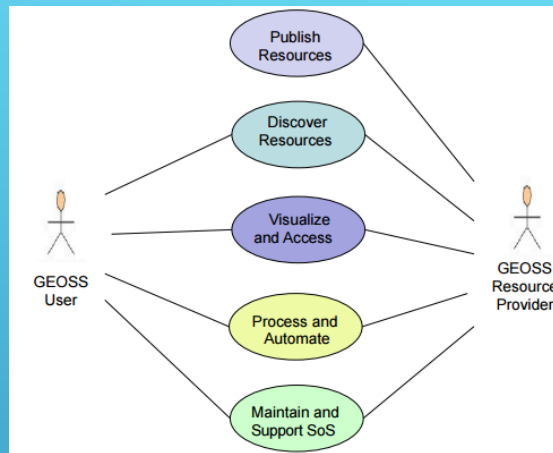 Publish
Resources
Discover
Resources
Visualize
and Access
GEOSS
User
GEOSS
Resource
Provider
Process and
Automate
Maintain and
Support SoS